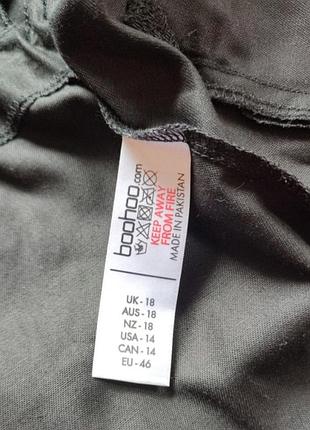 boohoo.com
KEEP AWAY
FROM FIRE
MADE IN PAKISTAN
UK - 18
AUS - 18
NZ - 18
USA - 14
CAN - 14
EU - 46